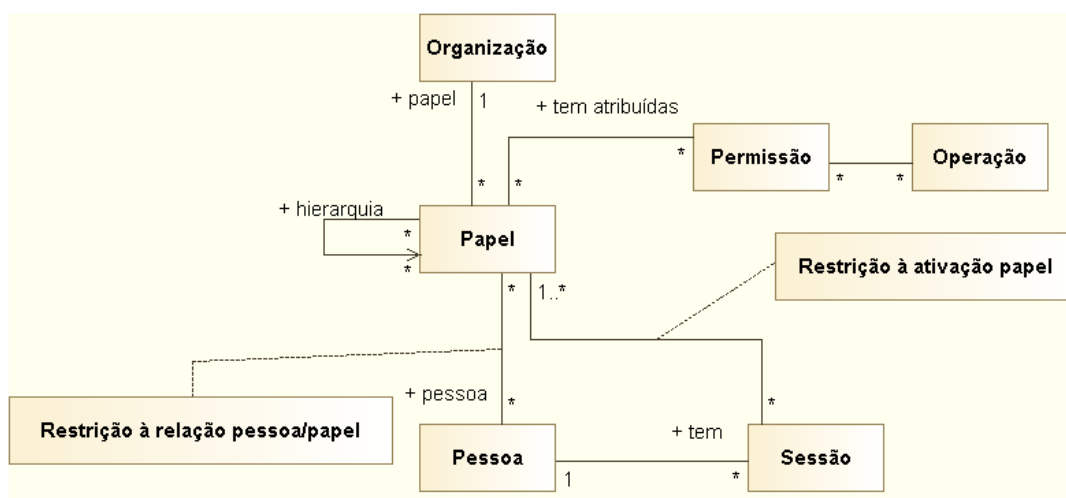 Organização
+ papel 1
+ tem atribuídas
* Permissão * * Operação
* *
+ hierarquia
* Papel
*
Restrição à ativação papel
* 1..*
+ pessoa * *
Restrição à relação pessoa/papel
+ tem
Pessoa 1 * Sessão